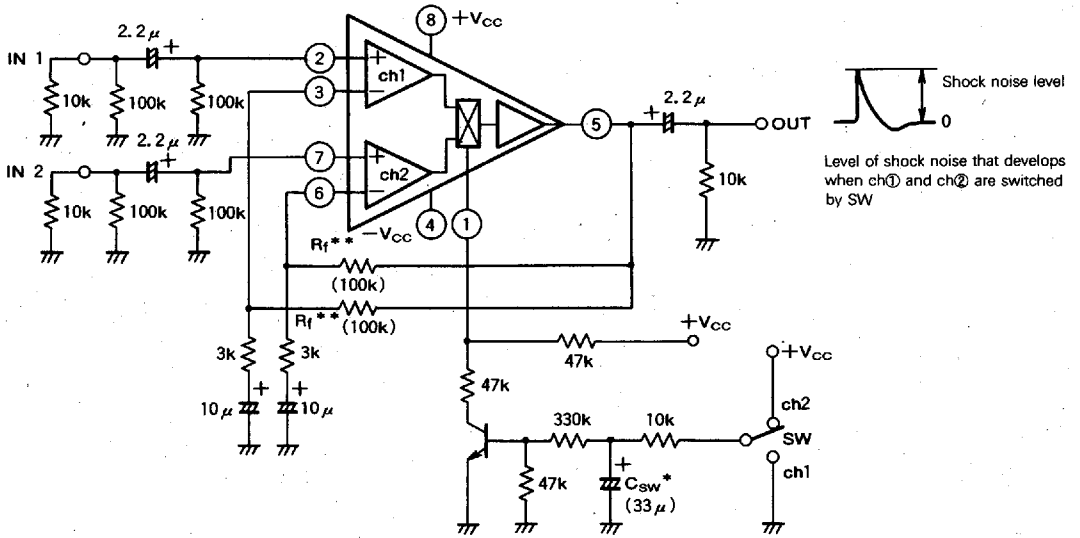 IN 1
2.2μ
+
10k
100k
100k
2
3
+
−
ch1
8
+Vcc
IN 2
2.2μ
+
10k
100k
100k
7
6
+
−
ch2
4
−Vcc
1
5
+
2.2μ
OUT
10k
Shock noise level
0
Level of shock noise that develops
when ch① and ch② are switched
by SW
Rf**
(100k)
Rf**
(100k)
3k
3k
+
10μ
+
10μ
47k
+Vcc
47k
330k
10k
47k
+
Csw*
(33μ)
+Vcc
ch2
SW
ch1